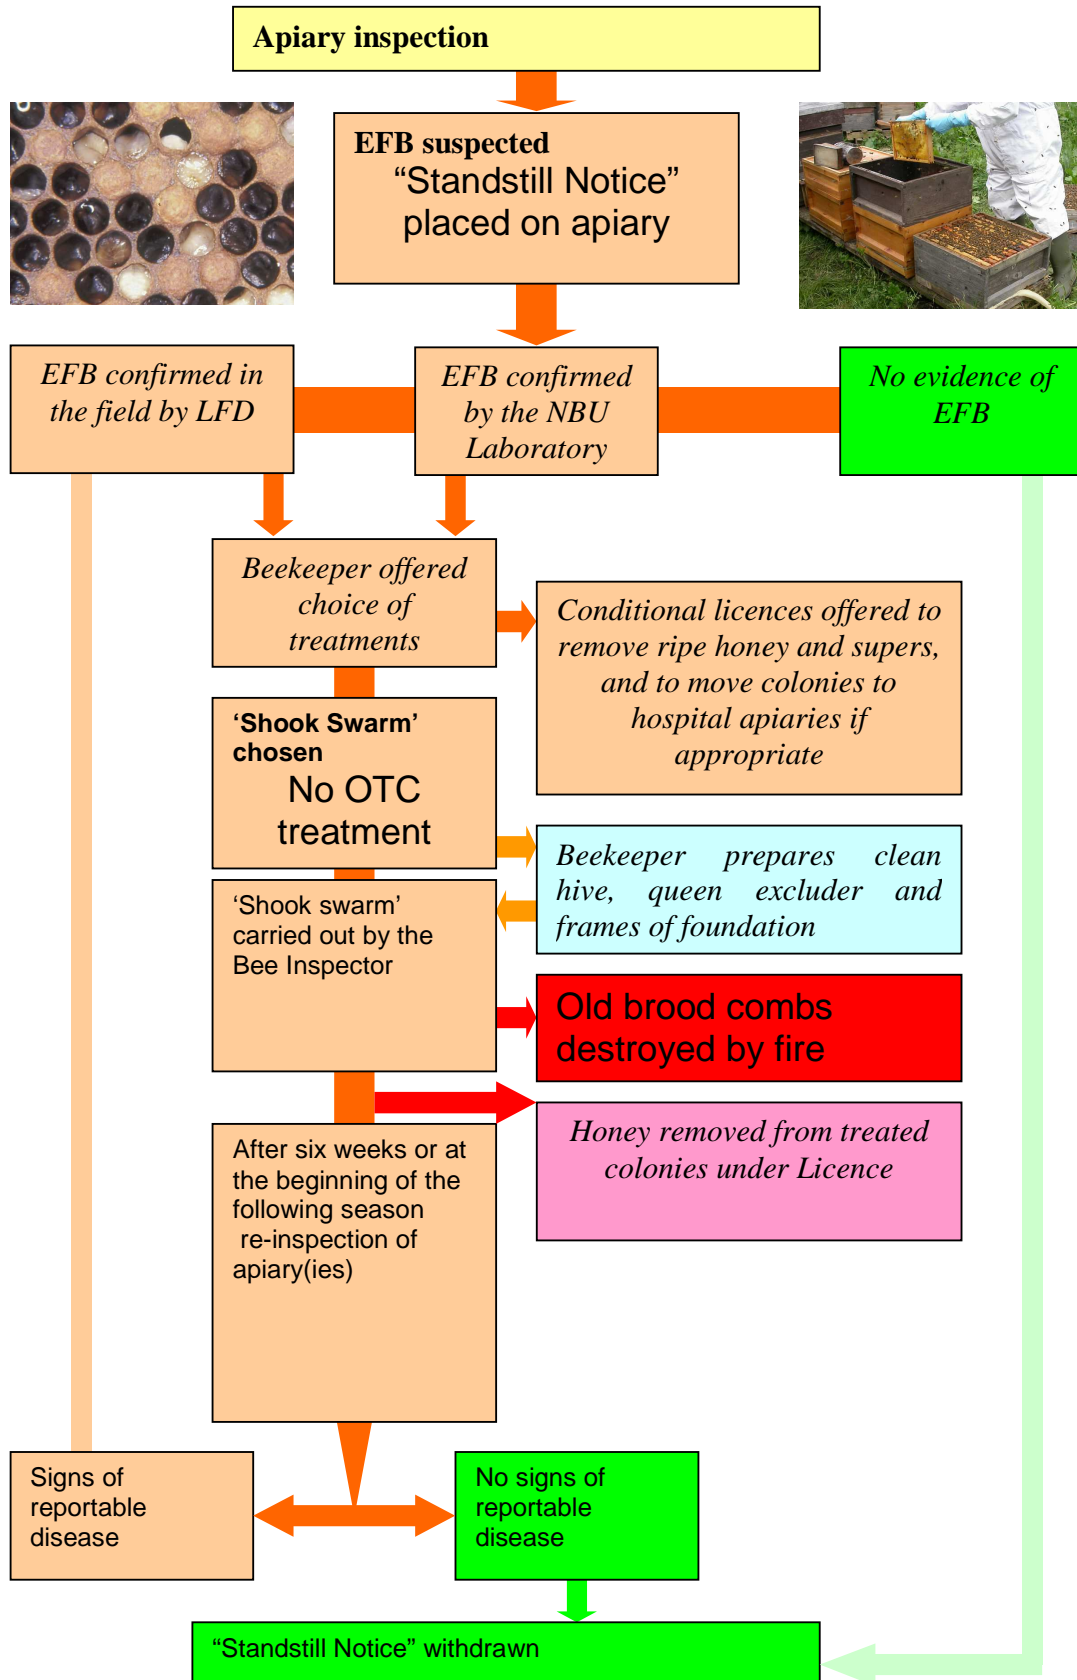 Apiary inspection
EFB suspected
“Standstill Notice”
placed on apiary
EFB confirmed in
the field by LFD
EFB confirmed
by the NBU
Laboratory
No evidence of
EFB
Beekeeper offered
choice of
treatments
Conditional licences offered to
remove ripe honey and supers,
and to move colonies to
hospital apiaries if
appropriate
‘Shook Swarm’
chosen
No OTC
treatment
Beekeeper prepares clean
hive, queen excluder and
frames of foundation
‘Shook swarm’
carried out by the
Bee Inspector
Old brood combs
destroyed by fire
Honey removed from treated
colonies under Licence
After six weeks or at
the beginning of the
following season
re-inspection of
apiary(ies)
Signs of
reportable
disease
No signs of
reportable
disease
“Standstill Notice” withdrawn